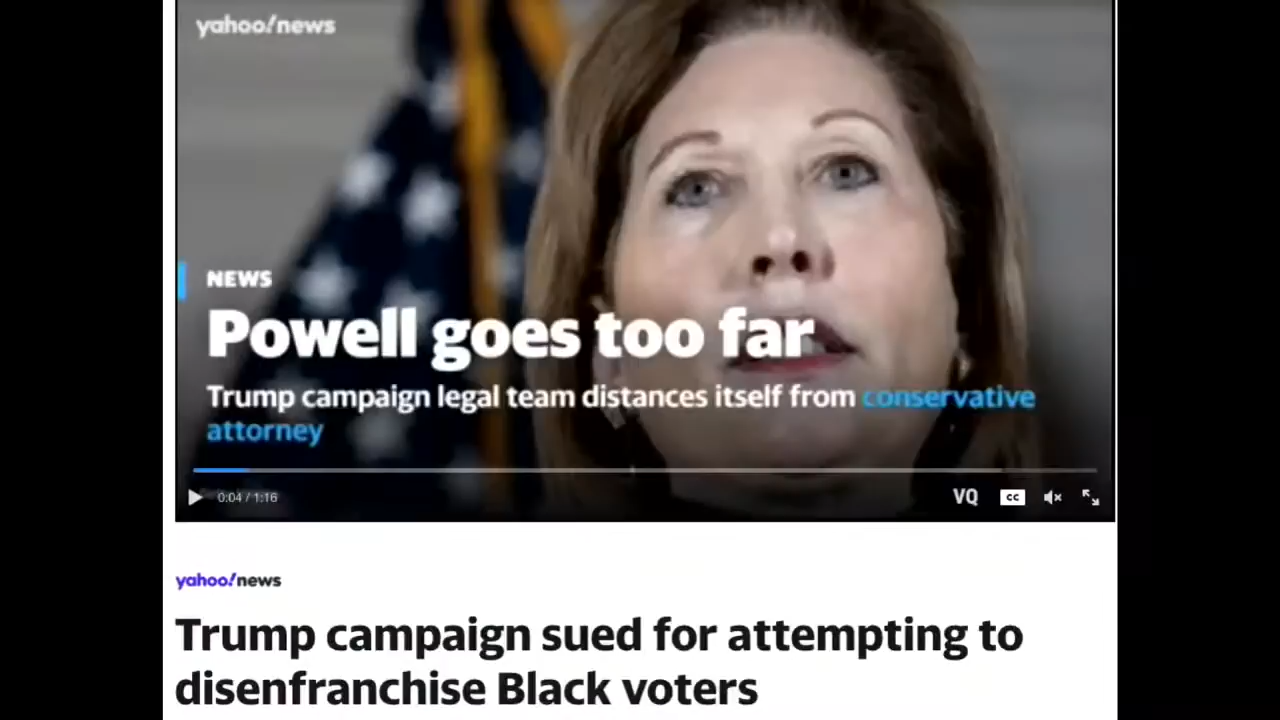 yahoo!news
NEWS
Powell goes too far
Trump campaign legal team distances itself from conservative
attorney
0:04 / 1:16
VQ
CC
yahoo!news
Trump campaign sued for attempting to
disenfranchise Black voters